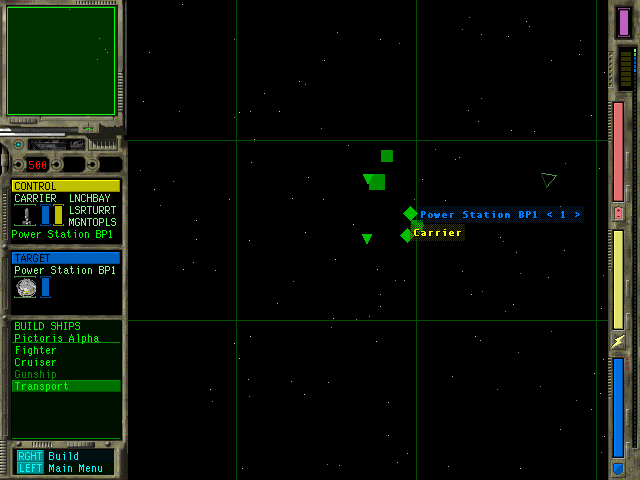 500
CONTROL
CARRIER LNCHBAY
LSRTURRT
MGNTOPLS
Power Station BP1
TARGET
Power Station BP1
BUILD SHIPS
Pictoris Alpha
Fighter
Cruiser
Gunship
Transport
RGHT Build
LEFT Main Menu
Power Station BP1 < 1 >
Carrier